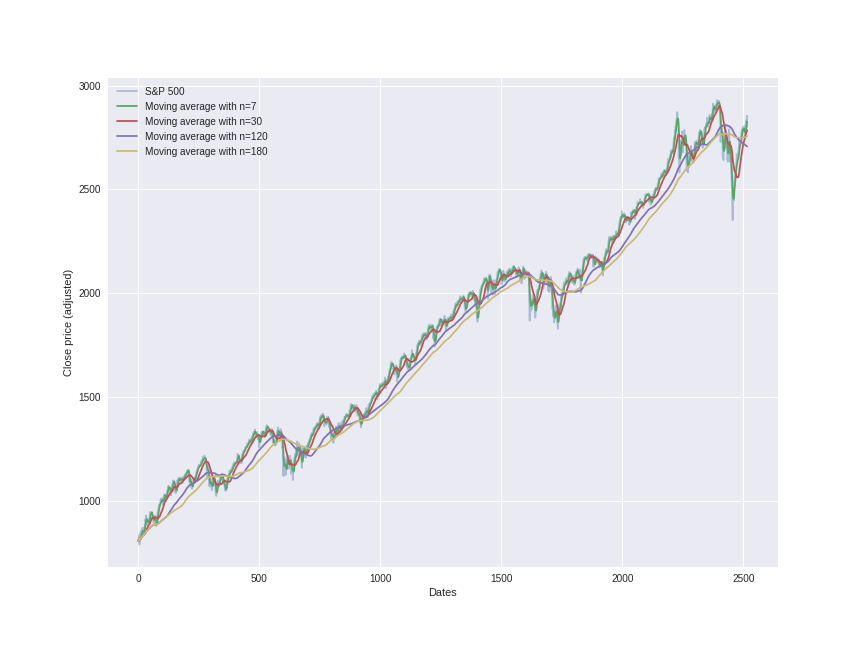 S&P 500
Moving average with n=7
Moving average with n=30
Moving average with n=120
Moving average with n=180
3000
2500
2000
1500
1000
Close price (adjusted)
0 500 1000 1500 2000 2500
Dates